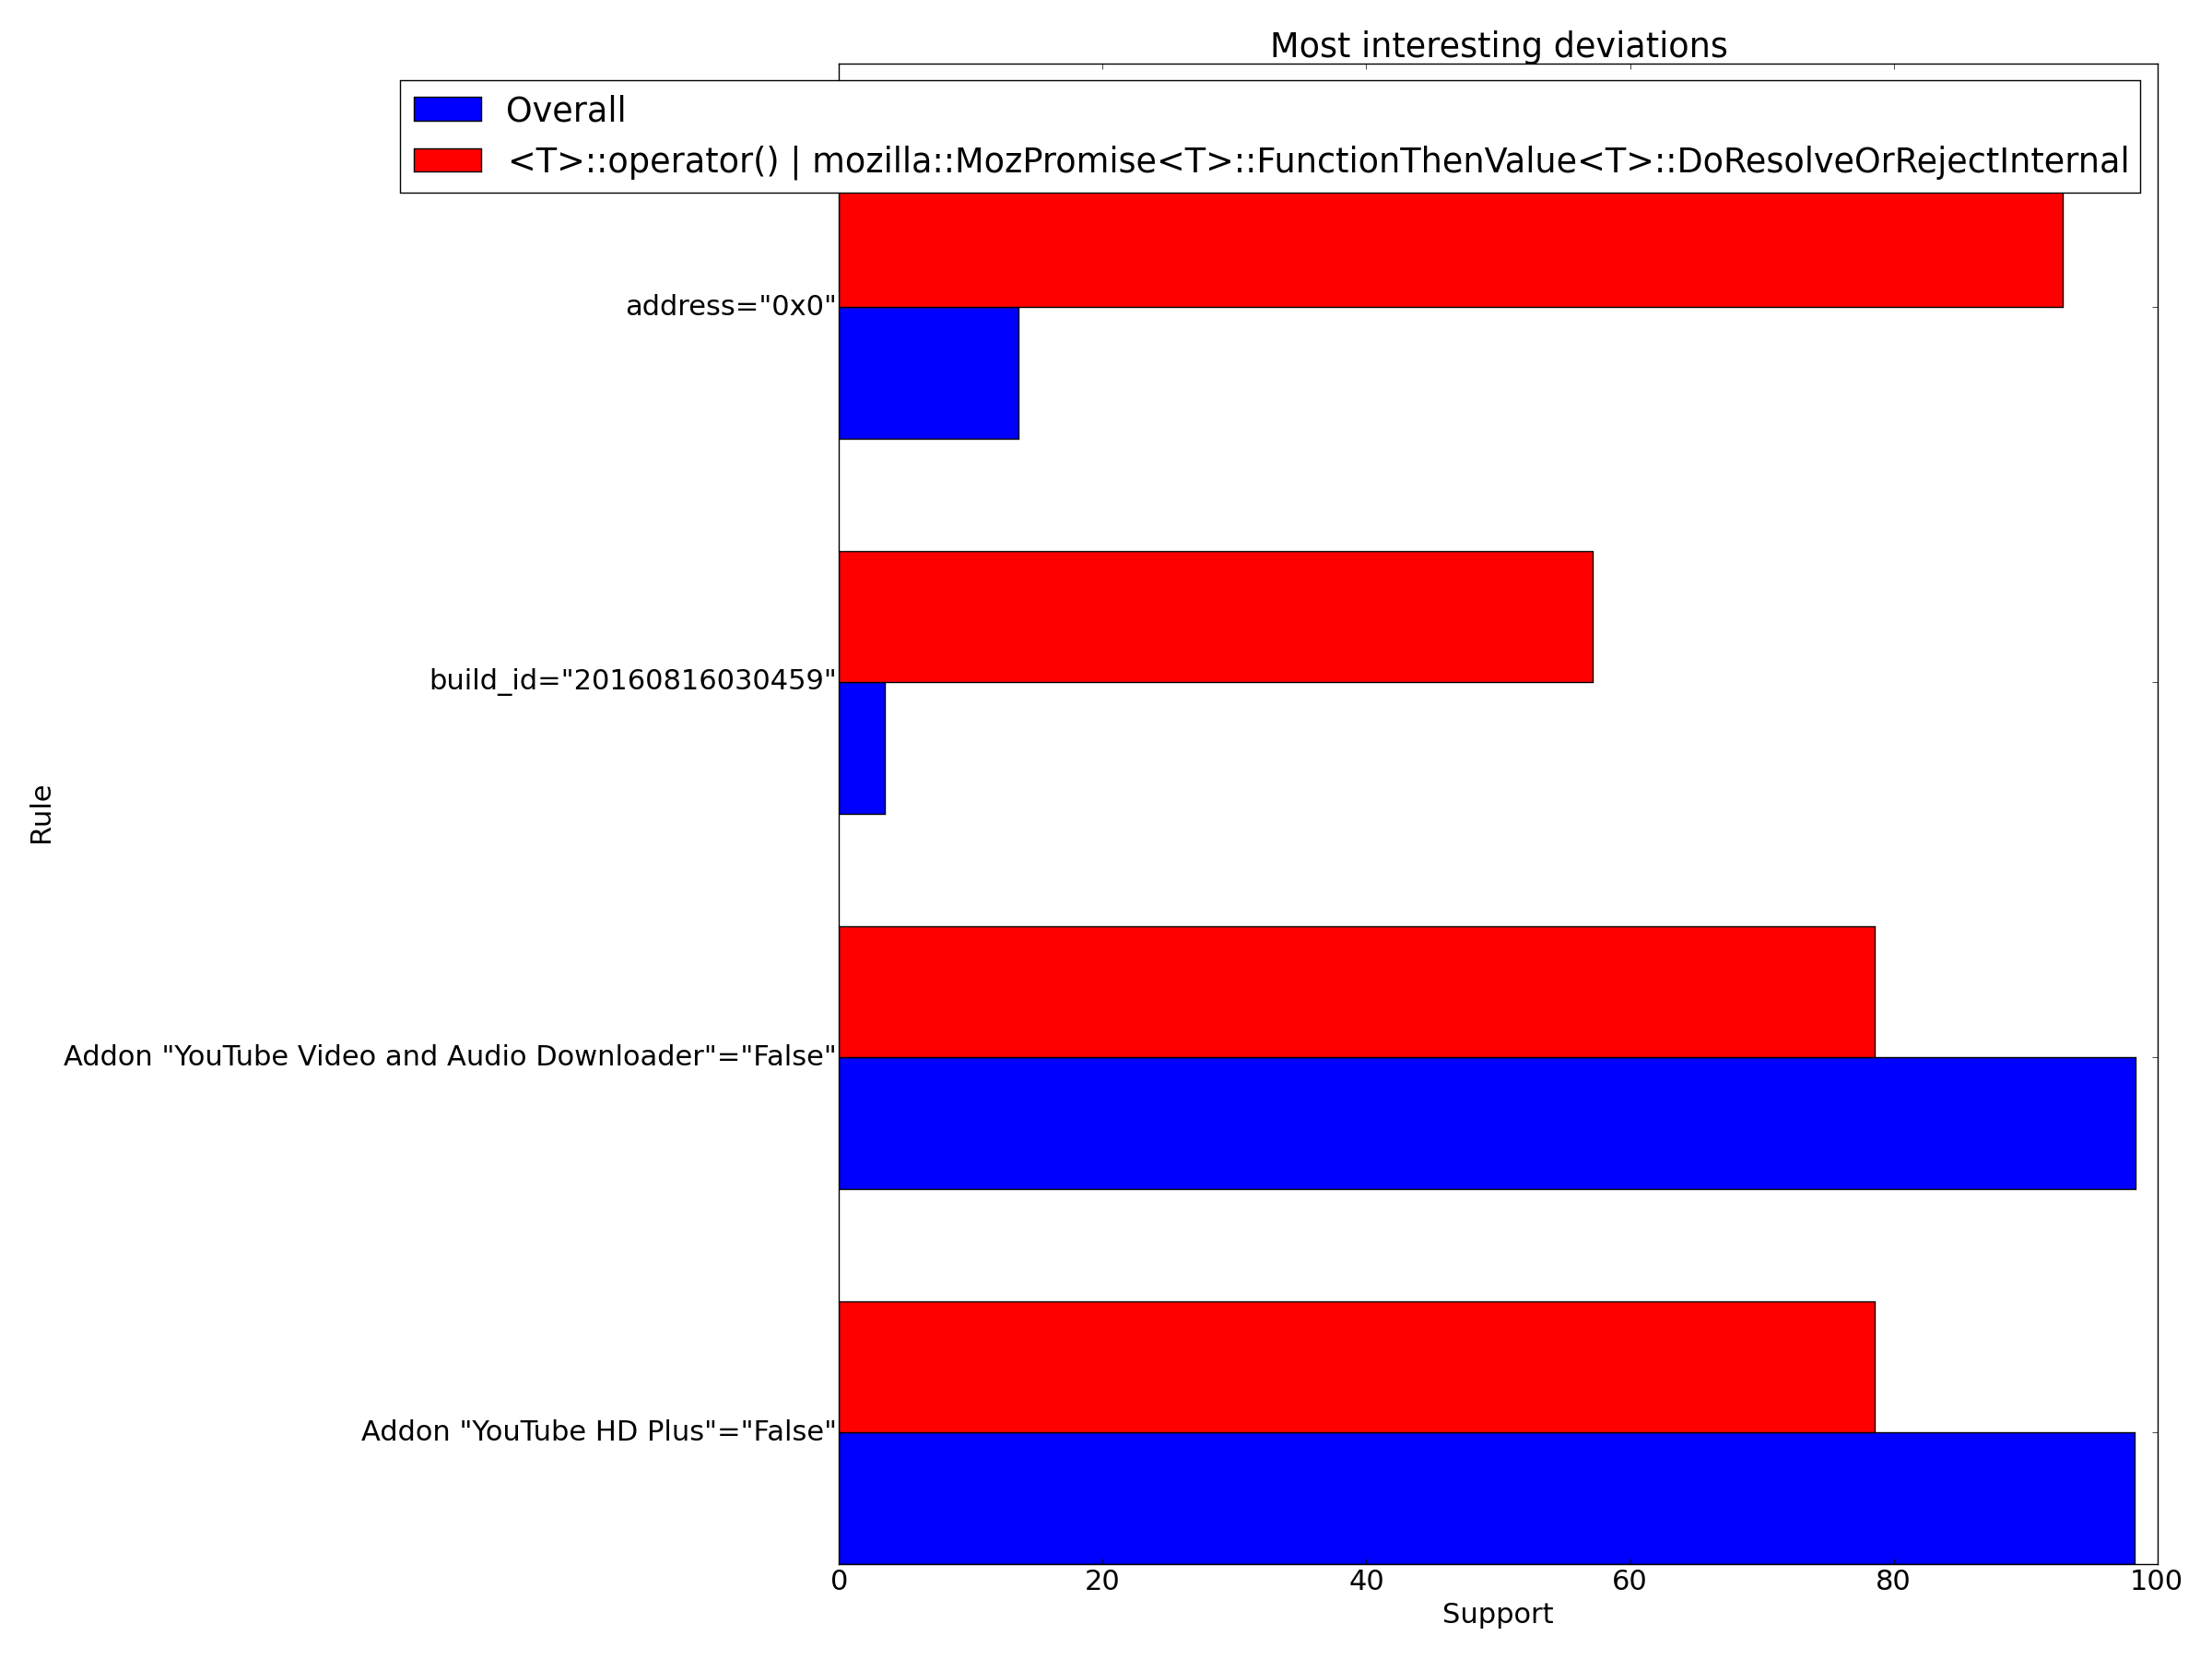 Most interesting deviations
Overall
<T>::operator() | mozilla::MozPromise<T>::FunctionThenValue<T>::DoResolveOrRejectInternal
address="0x0"
build_id="20160816030459"
Rule
Addon "YouTube Video and Audio Downloader"="False"
Addon "YouTube HD Plus"="False"
0 20 40 60 80 100
Support